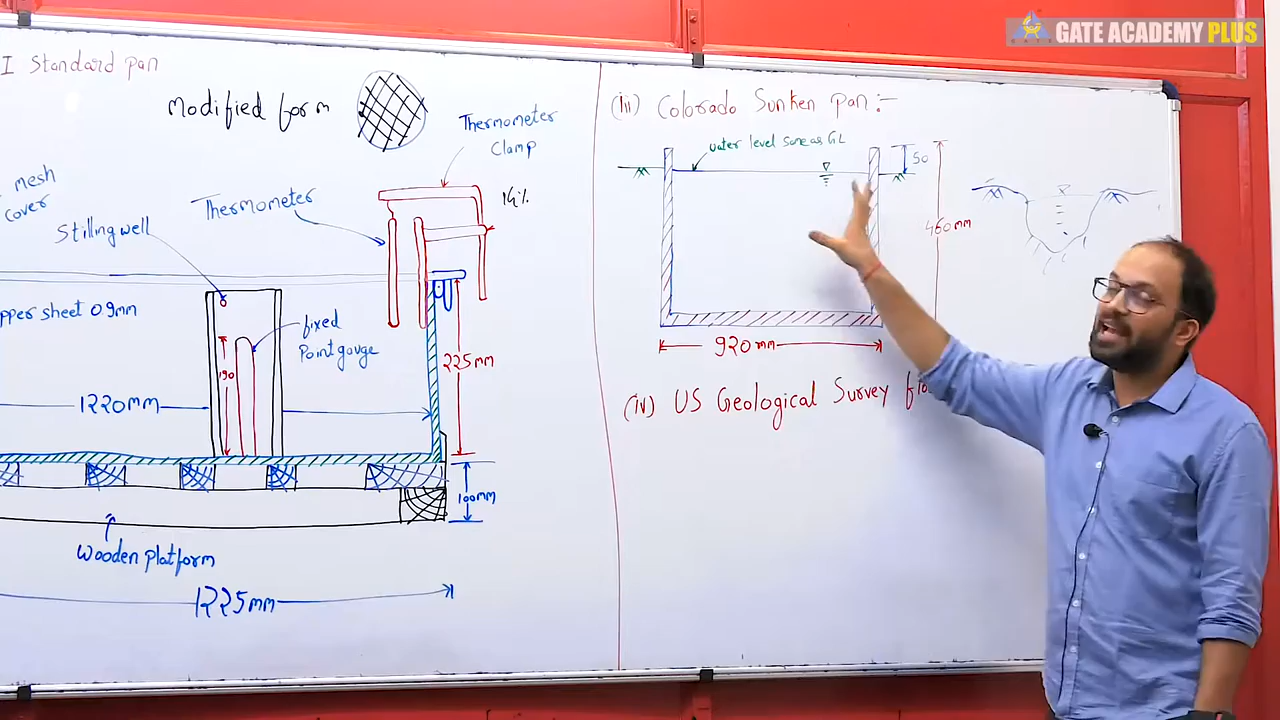 GATE ACADEMY PLUS
I Standard pan
Modified form
mesh
cover
Stilling well
Thermometer
Thermometer
Clamp
14%
pper sheet 0.9mm
fixed
Point gauge
190
225mm
1220mm
100mm
Wooden platform
1225mm
(iii) Colorado Sunken pan:-
water level same as GL
50
460mm
920mm
(iv) US Geological Survey flo